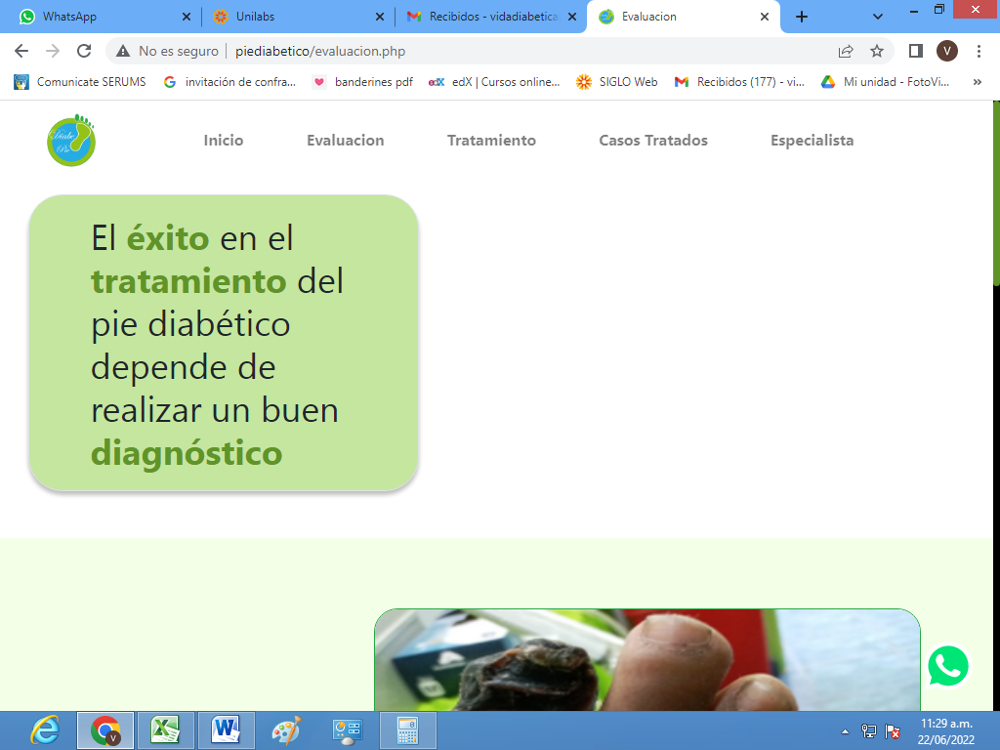 WhatsApp
Unilabs
Recibidos - vidadiabetica
Evaluacion
No es seguro
piediabetico/evaluacion.php
V
Comunicate SERUMS
invitación de confra...
banderines pdf
edX | Cursos online...
SIGLO Web
Recibidos (177) - vi...
Mi unidad - FotoVi...
»
Diabe
Pie
Inicio
Evaluacion
Tratamiento
Casos Tratados
Especialista
El éxito en el
tratamiento del
pie diabético
depende de
realizar un buen
diagnóstico
11:29 a.m.
22/06/2022